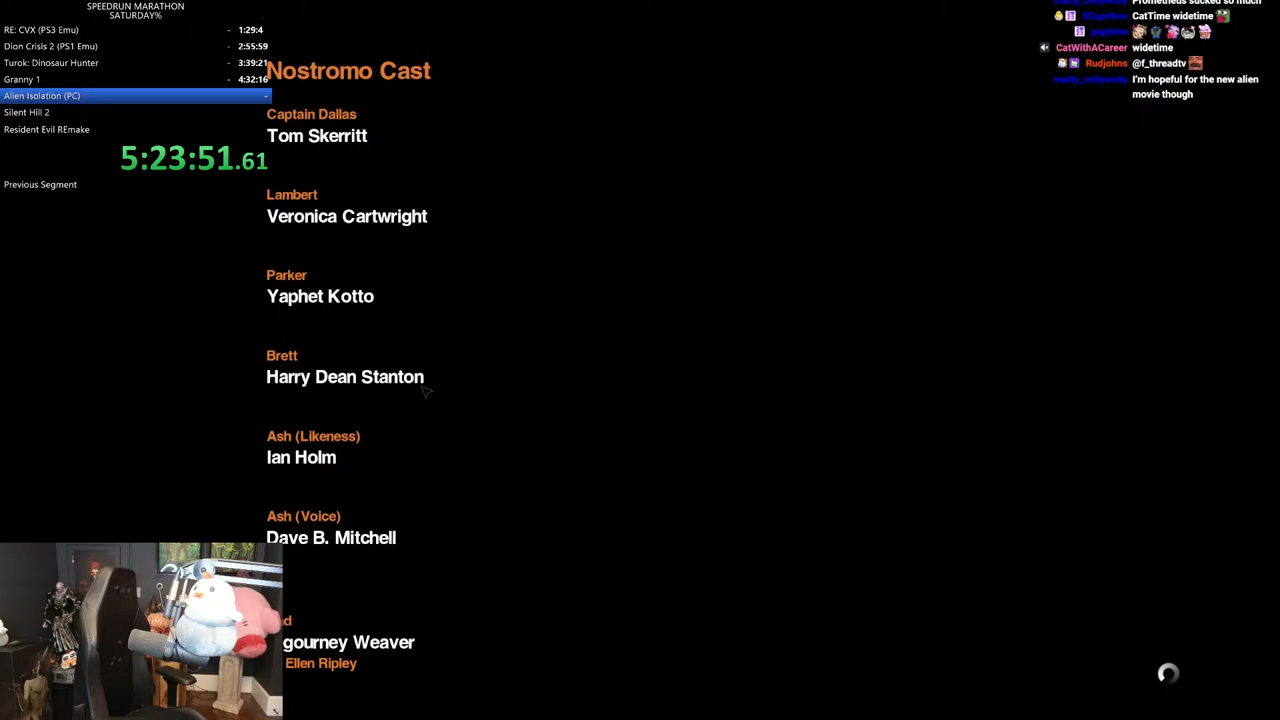 SPEEDRUN MARATHON
SATURDAY%
RE: CVX (PS3 Emu) - 1:29:4
Dion Crisis 2 (PS1 Emu) - 2:55:59
Turok: Dinosaur Hunter - 3:39:21
Granny 1 - 4:32:16
Alien Isolation (PC) -
Silent Hill 2
Resident Evil REmake
5:23:51.61
Previous Segment
Nostromo Cast
Captain Dallas
Tom Skerritt
Lambert
Veronica Cartwright
Parker
Yaphet Kotto
Brett
Harry Dean Stanton
Ash (Likeness)
Ian Holm
Ash (Voice)
Dave B. Mitchell
d
gourney Weaver
Ellen Ripley
Prometheus sucked so much
CatTime widetime
CatWithACareer widetime
Rudjohns @f_threadtv
I'm hopeful for the new alien
movie though